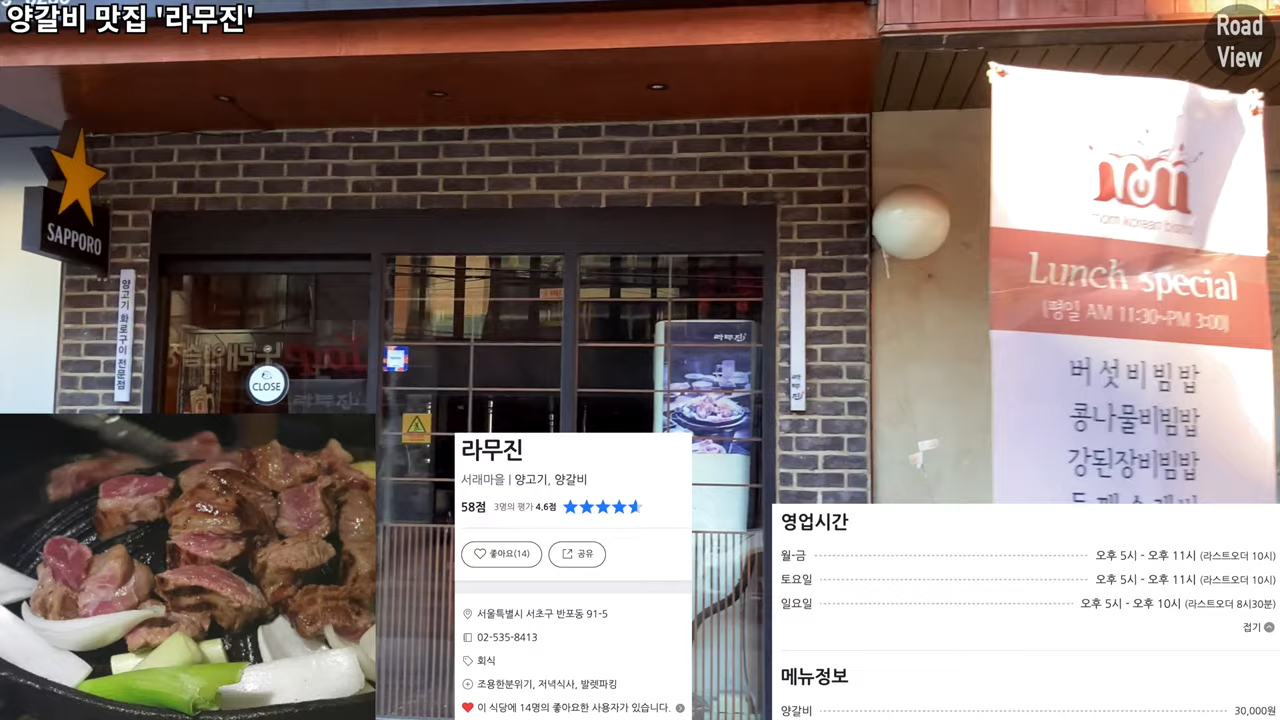 양갈비 맛집 '라무진'
Road
View
SAPPORO
양고기 화로구이 전문점
CLOSE
라무진
라무진
mom korean bistro
Lunch special
(평일 AM 11:30~PM 3:00)
버섯비빔밥
콩나물비빔밥
강된장비빔밥
라무진
서래마을 | 양고기, 양갈비
58점 3명의 평가 4.6점
좋아요(14) 공유
서울특별시 서초구 반포동 91-5
02-535-8413
회식
조용한분위기, 저녁식사, 발렛파킹
이 식당에 14명의 좋아요한 사용자가 있습니다.
영업시간
월-금 오후 5시 - 오후 11시 (라스트오더 10시)
토요일 오후 5시 - 오후 11시 (라스트오더 10시)
일요일 오후 5시 - 오후 10시 (라스트오더 8시30분)
접기
메뉴정보
양갈비 30,000원